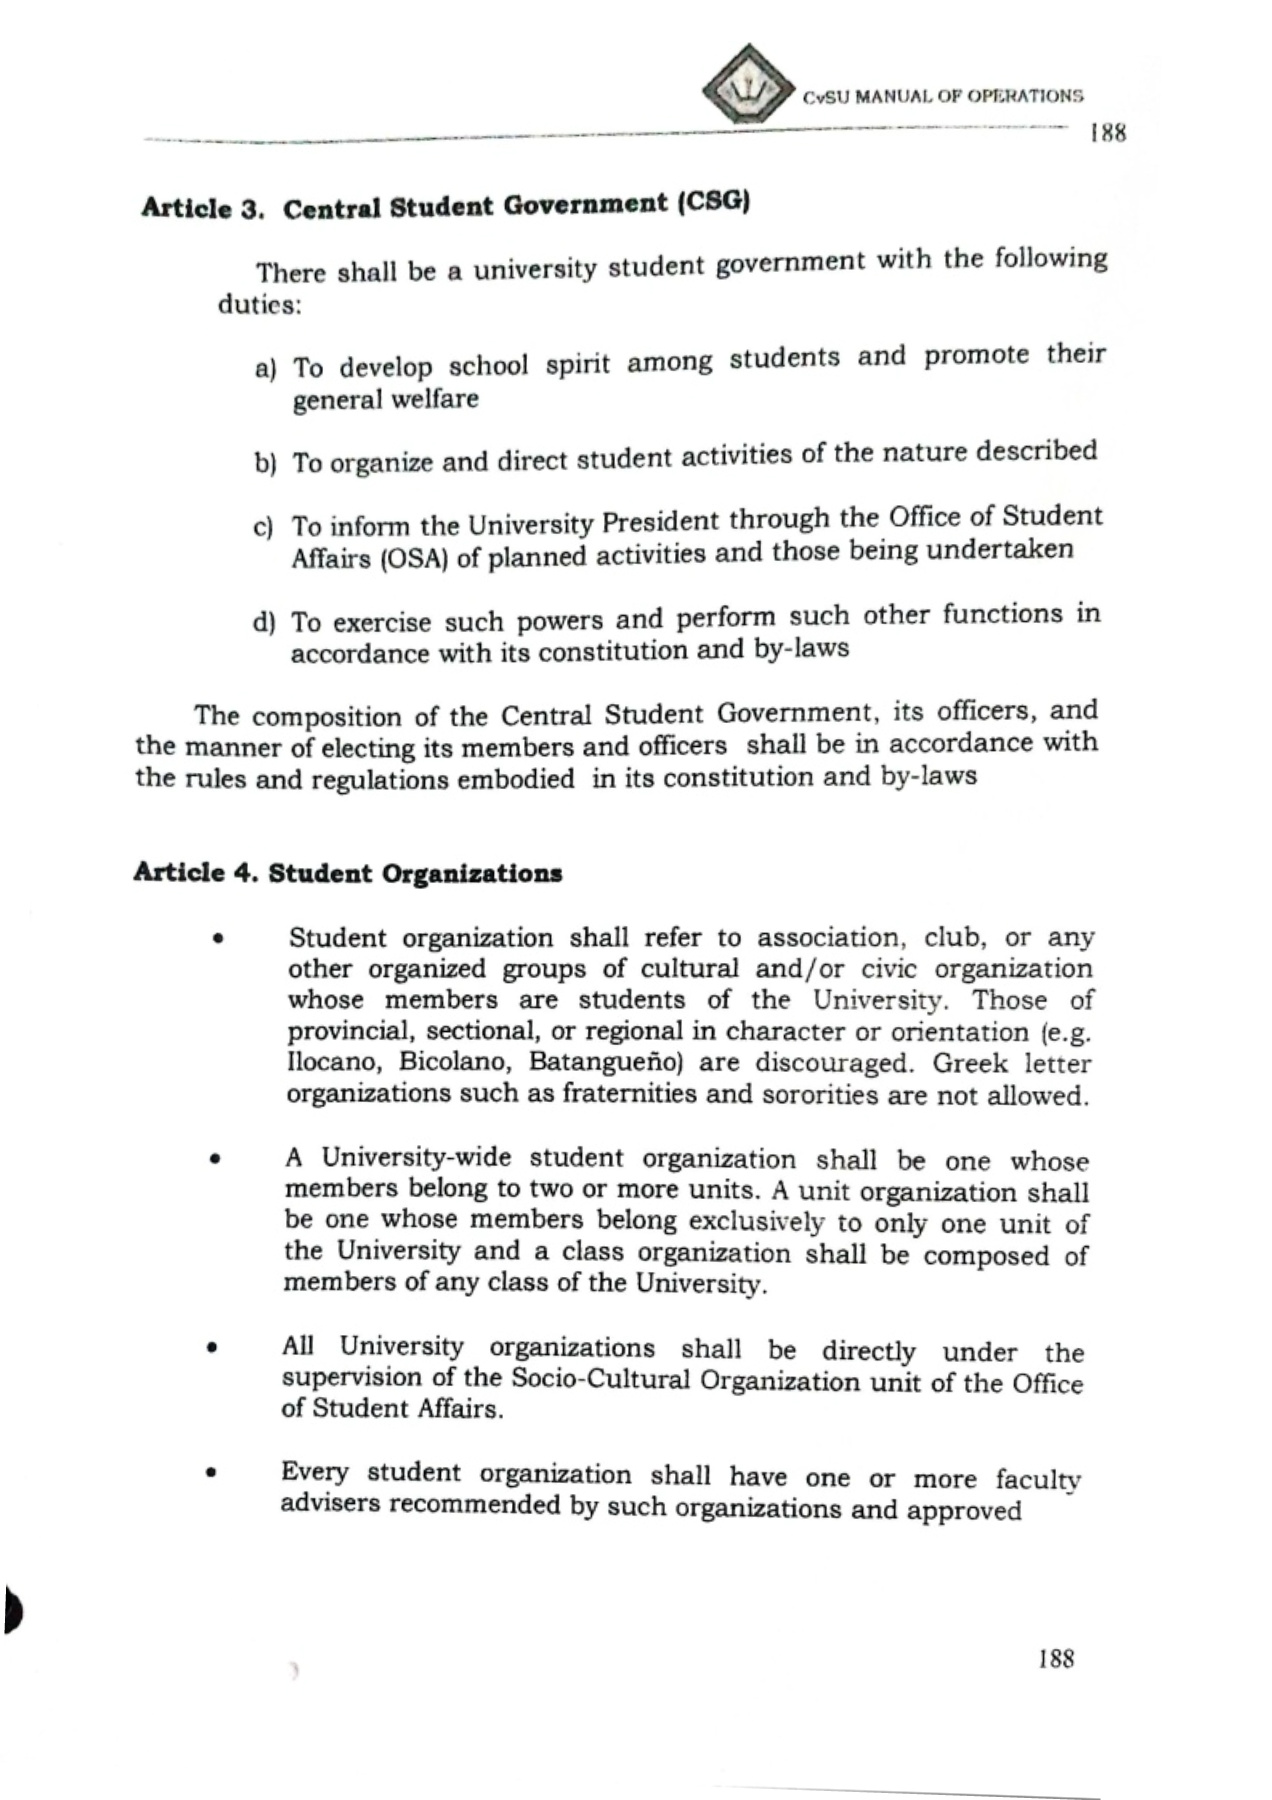 CvSU MANUAL OF OPERATIONS
188
Article 3. Central Student Government (CSG)
There shall be a university student government with the following
duties:
a) To develop school spirit among students and promote their
general welfare
b) To organize and direct student activities of the nature described
c) To inform the University President through the Office of Student
Affairs (OSA) of planned activities and those being undertaken
d) To exercise such powers and perform such other functions in
accordance with its constitution and by-laws
The composition of the Central Student Government, its officers, and
the manner of electing its members and officers shall be in accordance with
the rules and regulations embodied in its constitution and by-laws
Article 4. Student Organizations
• Student organization shall refer to association, club, or any
other organized groups of cultural and/or civic organization
whose members are students of the University. Those of
provincial, sectional, or regional in character or orientation (e.g.
Ilocano, Bicolano, Batangueño) are discouraged. Greek letter
organizations such as fraternities and sororities are not allowed.
• A University-wide student organization shall be one whose
members belong to two or more units. A unit organization shall
be one whose members belong exclusively to only one unit of
the University and a class organization shall be composed of
members of any class of the University.
• All University organizations shall be directly under the
supervision of the Socio-Cultural Organization unit of the Office
of Student Affairs.
• Every student organization shall have one or more faculty
advisers recommended by such organizations and approved
188